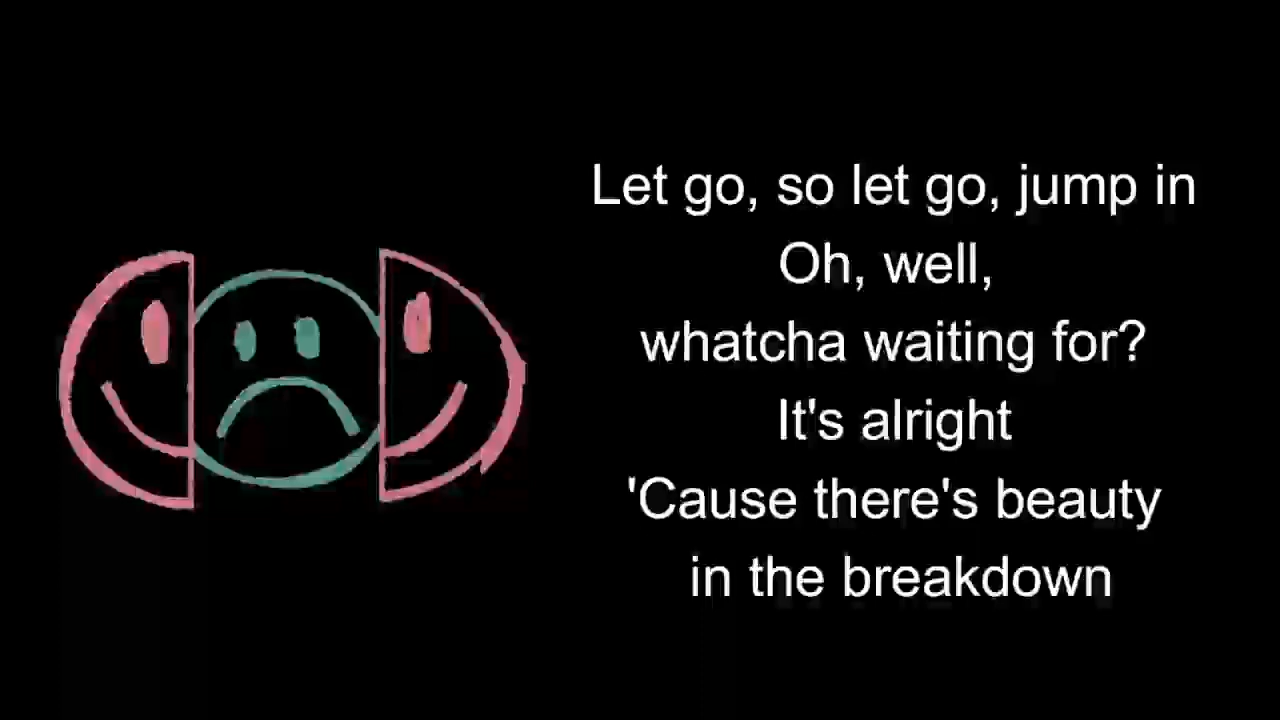 Let go, so let go, jump in
Oh, well,
whatcha waiting for?
It's alright
'Cause there's beauty
in the breakdown